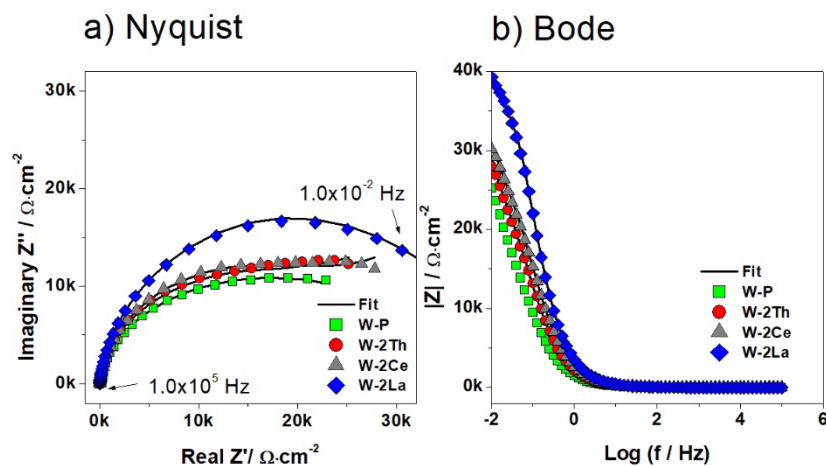 a) Nyquist
b) Bode
Imaginary Z''/ Ω·cm⁻²
30k
20k
10k
0k
1.0x10⁻² Hz
1.0x10⁵ Hz
Fit
W-P
W-2Th
W-2Ce
W-2La
0k 10k 20k 30k
Real Z'/ Ω·cm⁻²
|Z| / Ω·cm⁻²
40k
30k
20k
10k
0k
Fit
W-P
W-2Th
W-2Ce
W-2La
-2 0 2 4 6
Log (f / Hz)